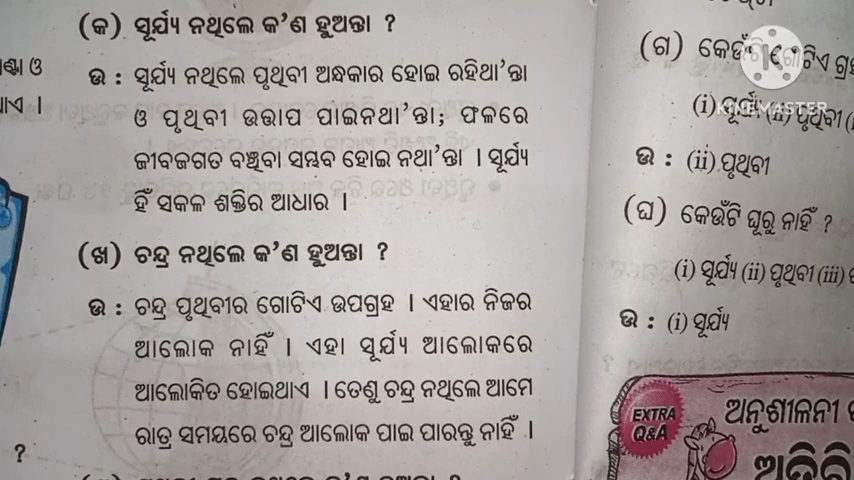 (କ) ସୂର୍ଯ୍ୟ ନଥିଲେ କ'ଣ ହୁଅନ୍ତା ?
ଉ : ସୂର୍ଯ୍ୟ ନଥିଲେ ପୃଥିବୀ ଅନ୍ଧକାର ହୋଇ ରହିଥା'ନ୍ତା
ଓ ପୃଥିବୀ ଉତ୍ତାପ ପାଇନଥା'ନ୍ତା; ଫଳରେ
ଜୀବଜଗତ ବଞ୍ଚିବା ସମ୍ଭବ ହୋଇ ନଥା'ନ୍ତା । ସୂର୍ଯ୍ୟ
ହିଁ ସକଳ ଶକ୍ତିର ଆଧାର ।
(ଖ) ଚନ୍ଦ୍ର ନଥିଲେ କ'ଣ ହୁଅନ୍ତା ?
ଉ : ଚନ୍ଦ୍ର ପୃଥିବୀର ଗୋଟିଏ ଉପଗ୍ରହ । ଏହାର ନିଜର
ଆଲୋକ ନାହିଁ । ଏହା ସୂର୍ଯ୍ୟ ଆଲୋକରେ
ଆଲୋକିତ ହୋଇଥାଏ । ତେଣୁ ଚନ୍ଦ୍ର ନଥିଲେ ଆମେ
ରାତ୍ର ସମୟରେ ଚନ୍ଦ୍ର ଆଲୋକ ପାଇ ପାରନ୍ତୁ ନାହିଁ ।
?
(ଗ) କେଉଁଟି ଗୋଟିଏ
(i) ସୂର୍ଯ୍ୟ (ii) ପୃଥିବୀ
KINEMASTER
ଉ : (ii) ପୃଥିବୀ
(ଘ) କେଉଁଟି ଘୂରୁ ନାହିଁ ?
(i) ସୂର୍ଯ୍ୟ (ii) ପୃଥିବୀ (iii)
ଉ : (i) ସୂର୍ଯ୍ୟ
EXTRA
Q&A
ଅନୁଶୀଳନୀ